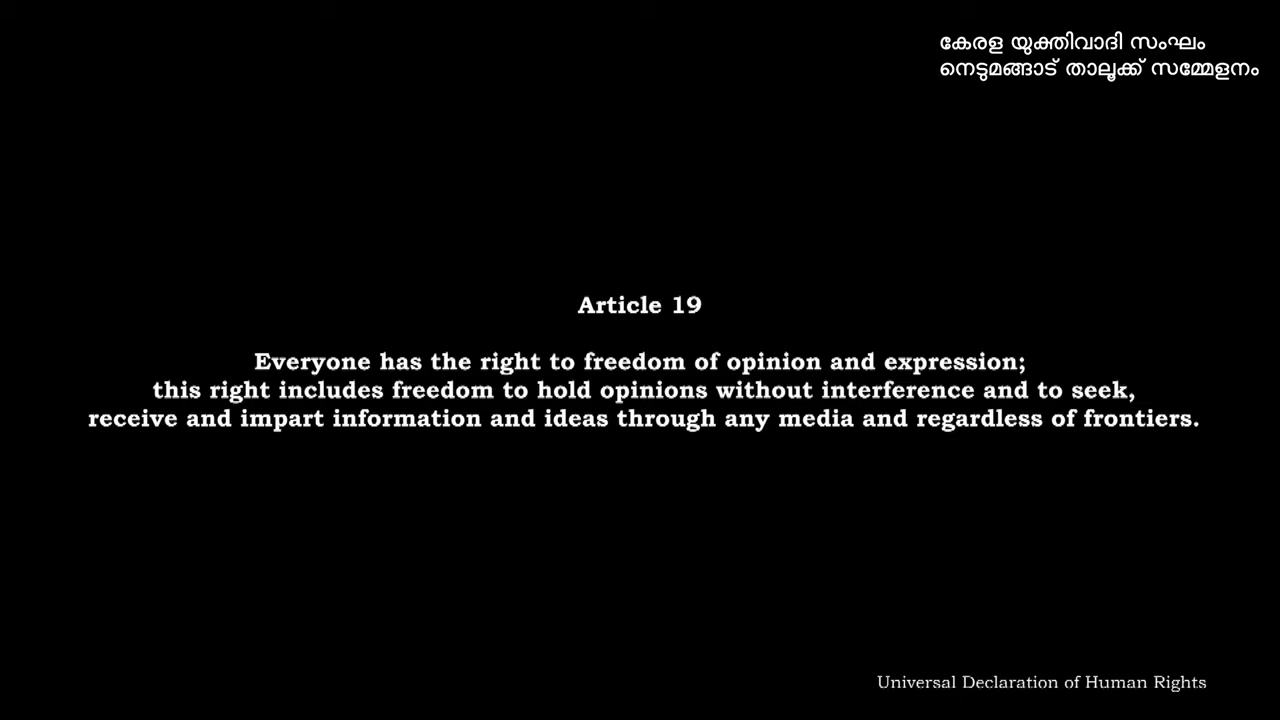 കേരള യുക്തിവാദി സംഘം
നെടുമങ്ങാട് താലൂക്ക് സമ്മേളനം
Article 19
Everyone has the right to freedom of opinion and expression;
this right includes freedom to hold opinions without interference and to seek,
receive and impart information and ideas through any media and regardless of frontiers.
Universal Declaration of Human Rights